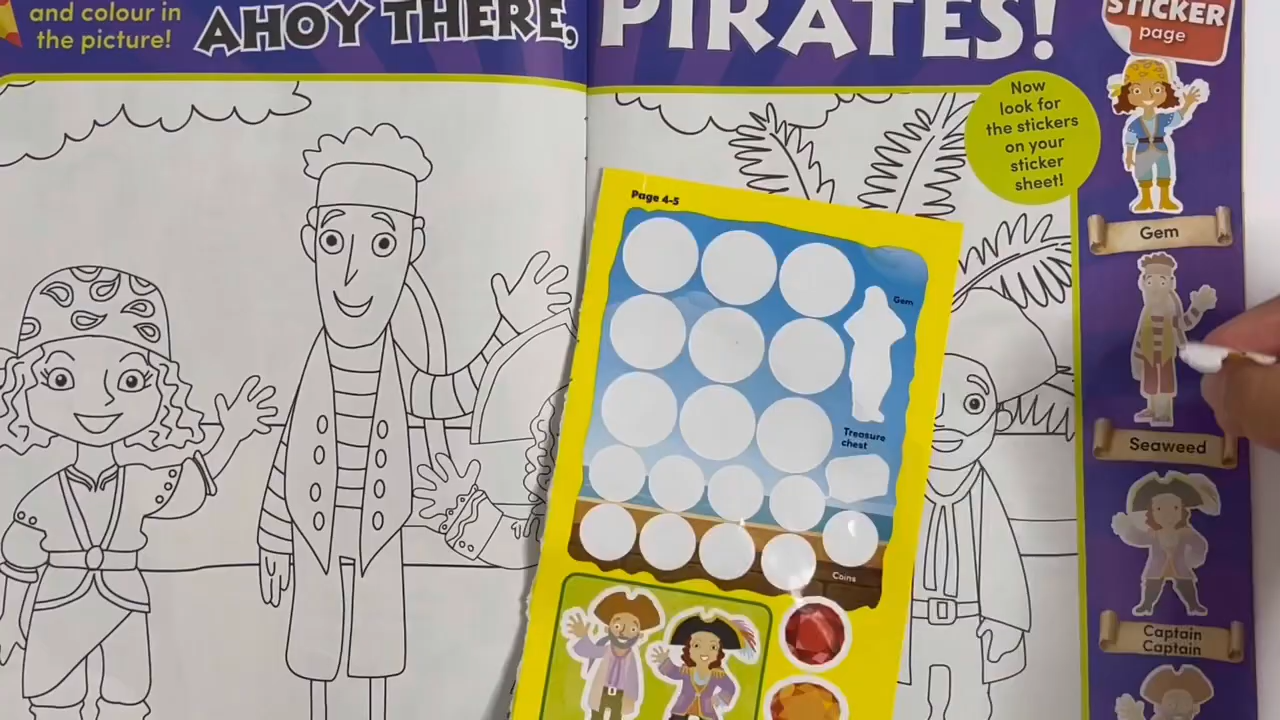 and colour in
the picture!
AHOY THERE,
PIRATES!
STICKER
page
Now
look for
the stickers
on your
sticker
sheet!
Gem
Seaweed
Captain
Captain
Page 4-5
Gem
Treasure
chest
Coins